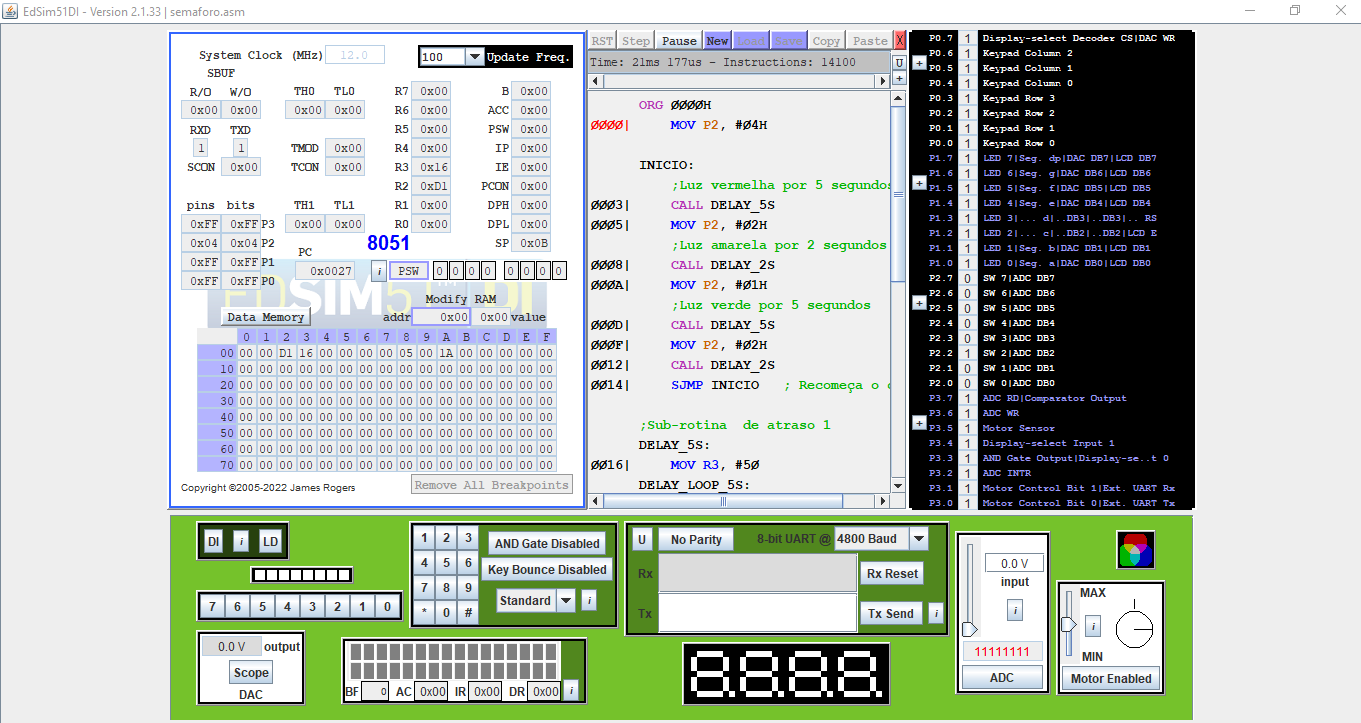 EdSim51DI - Version 2.1.33 | semaforo.asm
System Clock (MHz) 12.0 100 Update Freq.
SBUF
R/O W/O TH0 TL0 R7 0x00 B 0x00
0x00 0x00 0x00 0x00 R6 0x00 ACC 0x00
RXD TXD R5 0x00 PSW 0x00
1 1 TMOD 0x00 R4 0x00 IP 0x00
SCON 0x00 TCON 0x00 R3 0x16 IE 0x00
R2 0xD1 PCON 0x00
pins bits TH1 TL1 R1 0x00 DPH 0x00
0xFF 0xFF P3 0x00 0x00 R0 0x00 DPL 0x00
0x04 0x04 P2 8051 SP 0x0B
PC
0xFF 0xFF P1 0x0027 i PSW 0 0 0 0 0 0 0 0
0xFF 0xFF P0
EDSIM51 DI
TM
Modify RAM
Data Memory addr 0x00 0x00 value
0 1 2 3 4 5 6 7 8 9 A B C D E F
00 00 00 D1 16 00 00 00 00 05 00 1A 00 00 00 00 00
10 00 00 00 00 00 00 00 00 00 00 00 00 00 00 00 00
20 00 00 00 00 00 00 00 00 00 00 00 00 00 00 00 00
30 00 00 00 00 00 00 00 00 00 00 00 00 00 00 00 00
40 00 00 00 00 00 00 00 00 00 00 00 00 00 00 00 00
50 00 00 00 00 00 00 00 00 00 00 00 00 00 00 00 00
60 00 00 00 00 00 00 00 00 00 00 00 00 00 00 00 00
70 00 00 00 00 00 00 00 00 00 00 00 00 00 00 00 00
Copyright ©2005-2022 James Rogers Remove All Breakpoints
RST Step Pause New Load Save Copy Paste X
Time: 21ms 177us - Instructions: 14100 U
+
ORG 0000H
0000| MOV P2, #04H
INICIO:
;Luz vermelha por 5 segundos
0003| CALL DELAY_5S
0005| MOV P2, #02H
;Luz amarela por 2 segundos
0008| CALL DELAY_2S
000A| MOV P2, #01H
;Luz verde por 5 segundos
000D| CALL DELAY_5S
000F| MOV P2, #02H
0012| CALL DELAY_2S
0014| SJMP INICIO ; Recomeça o
;Sub-rotina de atraso 1
DELAY_5S:
0016| MOV R3, #50
DELAY_LOOP_5S:
P0.7 1 Display-select Decoder CS|DAC WR
P0.6 1 Keypad Column 2
+
P0.5 1 Keypad Column 1
P0.4 1 Keypad Column 0
P0.3 1 Keypad Row 3
P0.2 1 Keypad Row 2
P0.1 1 Keypad Row 1
P0.0 1 Keypad Row 0
P1.7 1 LED 7|Seg. dp|DAC DB7|LCD DB7
P1.6 1 LED 6|Seg. g|DAC DB6|LCD DB6
+
P1.5 1 LED 5|Seg. f|DAC DB5|LCD DB5
P1.4 1 LED 4|Seg. e|DAC DB4|LCD DB4
P1.3 1 LED 3|... d|..DB3|..DB3|.. RS
P1.2 1 LED 2|... c|..DB2|..DB2|LCD E
P1.1 1 LED 1|Seg. b|DAC DB1|LCD DB1
P1.0 1 LED 0|Seg. a|DAC DB0|LCD DB0
P2.7 0 SW 7|ADC DB7
P2.6 0 SW 6|ADC DB6
+
P2.5 0 SW 5|ADC DB5
P2.4 0 SW 4|ADC DB4
P2.3 0 SW 3|ADC DB3
P2.2 1 SW 2|ADC DB2
P2.1 0 SW 1|ADC DB1
P2.0 0 SW 0|ADC DB0
P3.7 1 ADC RD|Comparator Output
P3.6 1 ADC WR
+
P3.5 1 Motor Sensor
P3.4 1 Display-select Input 1
P3.3 1 AND Gate Output|Display-se..t 0
P3.2 1 ADC INTR
P3.1 1 Motor Control Bit 1|Ext. UART Rx
P3.0 1 Motor Control Bit 0|Ext. UART Tx
DI i LD
7 6 5 4 3 2 1 0
0.0 V output
Scope
DAC
1 2 3 AND Gate Disabled
4 5 6 Key Bounce Disabled
7 8 9 Standard i
* 0 #
BF 0 AC 0x00 IR 0x00 DR 0x00 i
U No Parity 8-bit UART @ 4800 Baud
Rx Rx Reset
Tx Tx Send i
8.8.8.8.
0.0 V
input
i
11111111
ADC
MAX
i
MIN
Motor Enabled